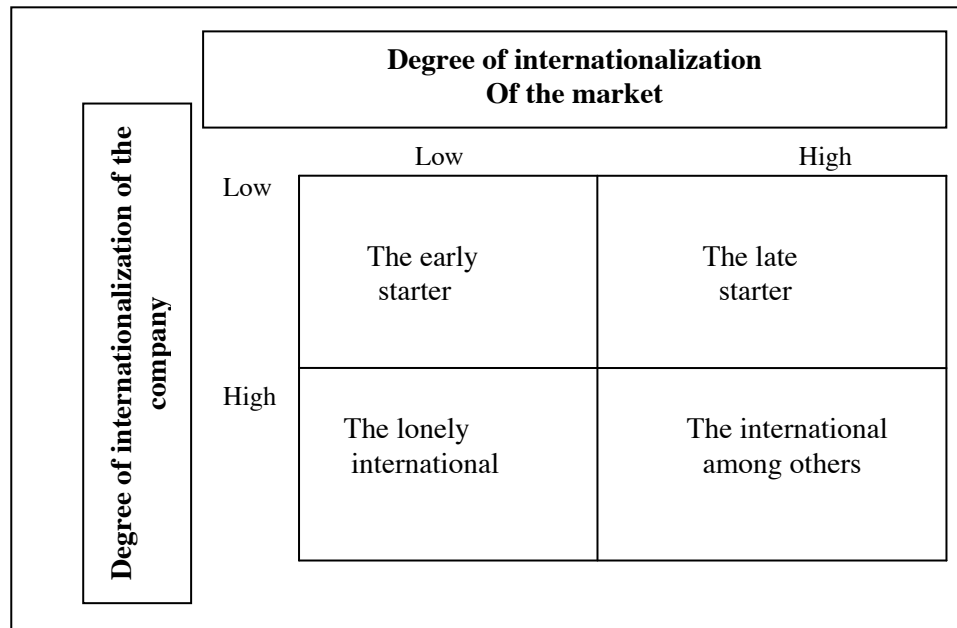 Degree of internationalization
Of the market
Degree of internationalization of the
company
Low
High
Low
The early
starter
The late
starter
High
The lonely
international
The international
among others